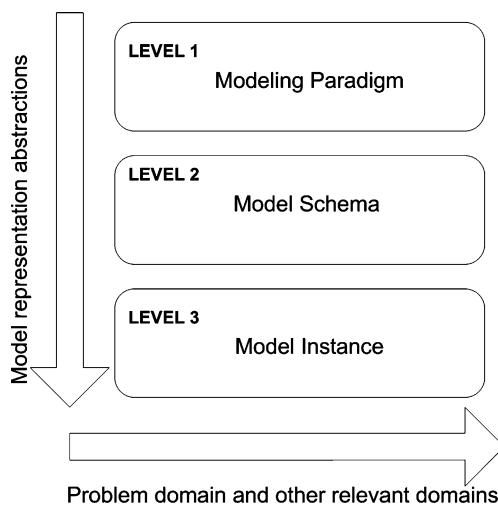 Model representation abstractions
LEVEL 1
Modeling Paradigm
LEVEL 2
Model Schema
LEVEL 3
Model Instance
Problem domain and other relevant domains